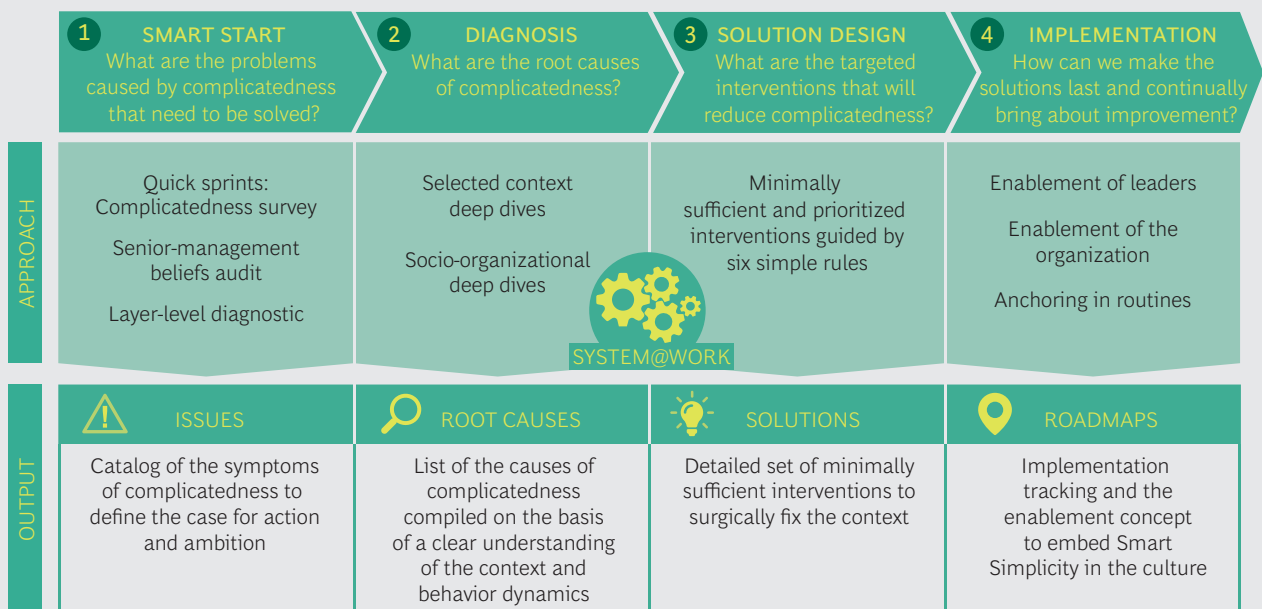 1 SMART START
What are the problems
caused by complicatedness
that need to be solved?
2 DIAGNOSIS
What are the root causes
of complicatedness?
3 SOLUTION DESIGN
What are the targeted
interventions that will
reduce complicatedness?
4 IMPLEMENTATION
How can we make the
solutions last and continually
bring about improvement?
APPROACH
Quick sprints:
Complicatedness survey
Senior-management
beliefs audit
Layer-level diagnostic
Selected context
deep dives
Socio-organizational
deep dives
SYSTEM@WORK
Minimally
sufficient and prioritized
interventions guided by
six simple rules
Enablement of leaders
Enablement of the
organization
Anchoring in routines
OUTPUT
ISSUES
Catalog of the symptoms
of complicatedness to
define the case for action
and ambition
ROOT CAUSES
List of the causes of
complicatedness
compiled on the basis
of a clear understanding
of the context and
behavior dynamics
SOLUTIONS
Detailed set of minimally
sufficient interventions to
surgically fix the context
ROADMAPS
Implementation
tracking and the
enablement concept
to embed Smart
Simplicity in the culture